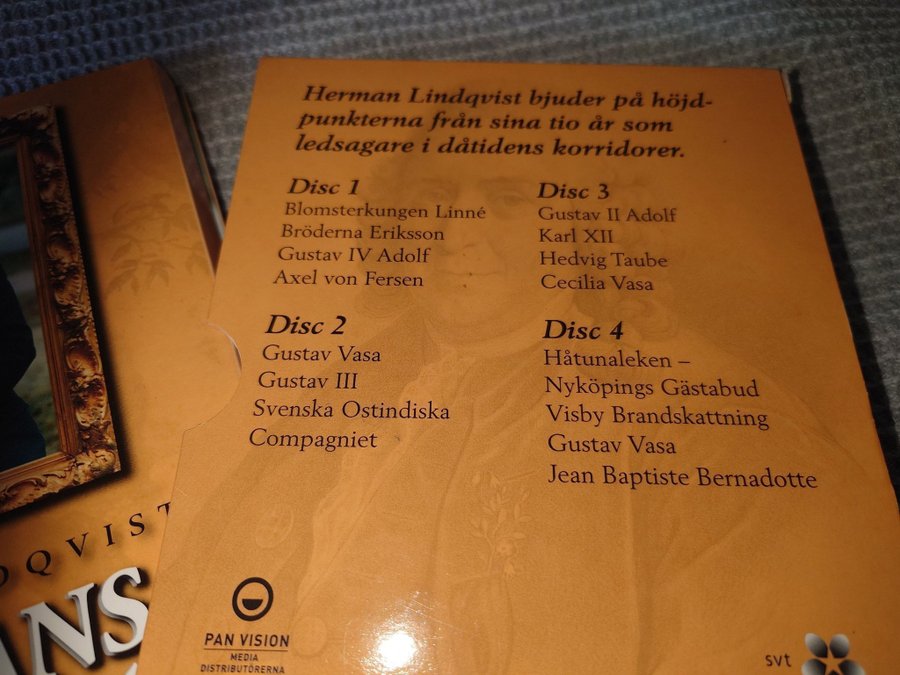 Herman Lindqvist bjuder på höjd-
punkterna från sina tio år som
ledsagare i dåtidens korridorer.
Disc 1
Blomsterkungen Linné
Bröderna Eriksson
Gustav IV Adolf
Axel von Fersen
Disc 2
Gustav Vasa
Gustav III
Svenska Ostindiska
Compagniet
Disc 3
Gustav II Adolf
Karl XII
Hedvig Taube
Cecilia Vasa
Disc 4
Håtunaleken –
Nyköpings Gästabud
Visby Brandskattning
Gustav Vasa
Jean Baptiste Bernadotte
PAN VISION
MEDIA
DISTRIBUTÖRERNA
svt